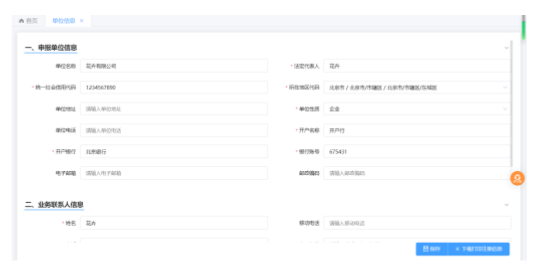 首页 单位信息 ×
一、申报单位信息
单位名称 花卉有限公司 * 法定代表人 花卉
* 统一社会信用代码 1234567890 * 所在地区代码 北京市 / 北京市/市辖区 / 北京市/市辖区/东城区
单位地址 请输入单位地址 * 单位性质 企业
单位电话 请输入单位电话 * 开户名称 开户行
* 开户银行 北京银行 * 银行账号 675431
电子邮箱 请输入电子邮箱 邮政编码 请输入邮政编码
二、业务联系人信息
* 姓名 花卉 移动电话 请输入移动电话
保存